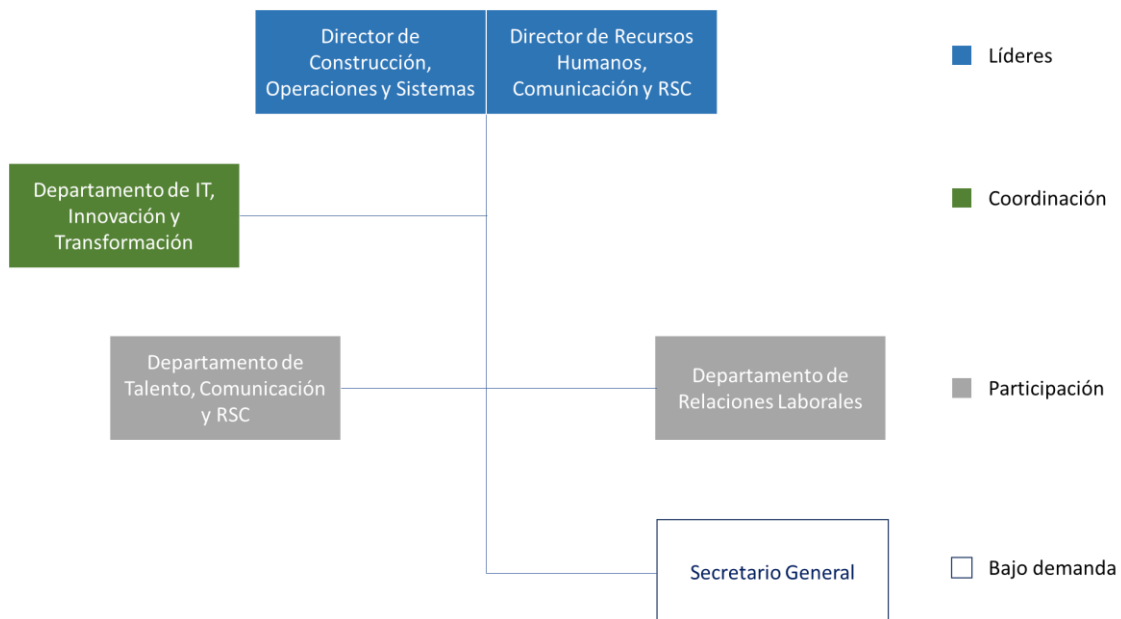 Director de
Construcción,
Operaciones y Sistemas
Director de Recursos
Humanos,
Comunicación y RSC
Líderes
Departamento de IT,
Innovación y
Transformación
Coordinación
Departamento de
Talento, Comunicación
y RSC
Departamento de
Relaciones Laborales
Participación
Secretario General
Bajo demanda